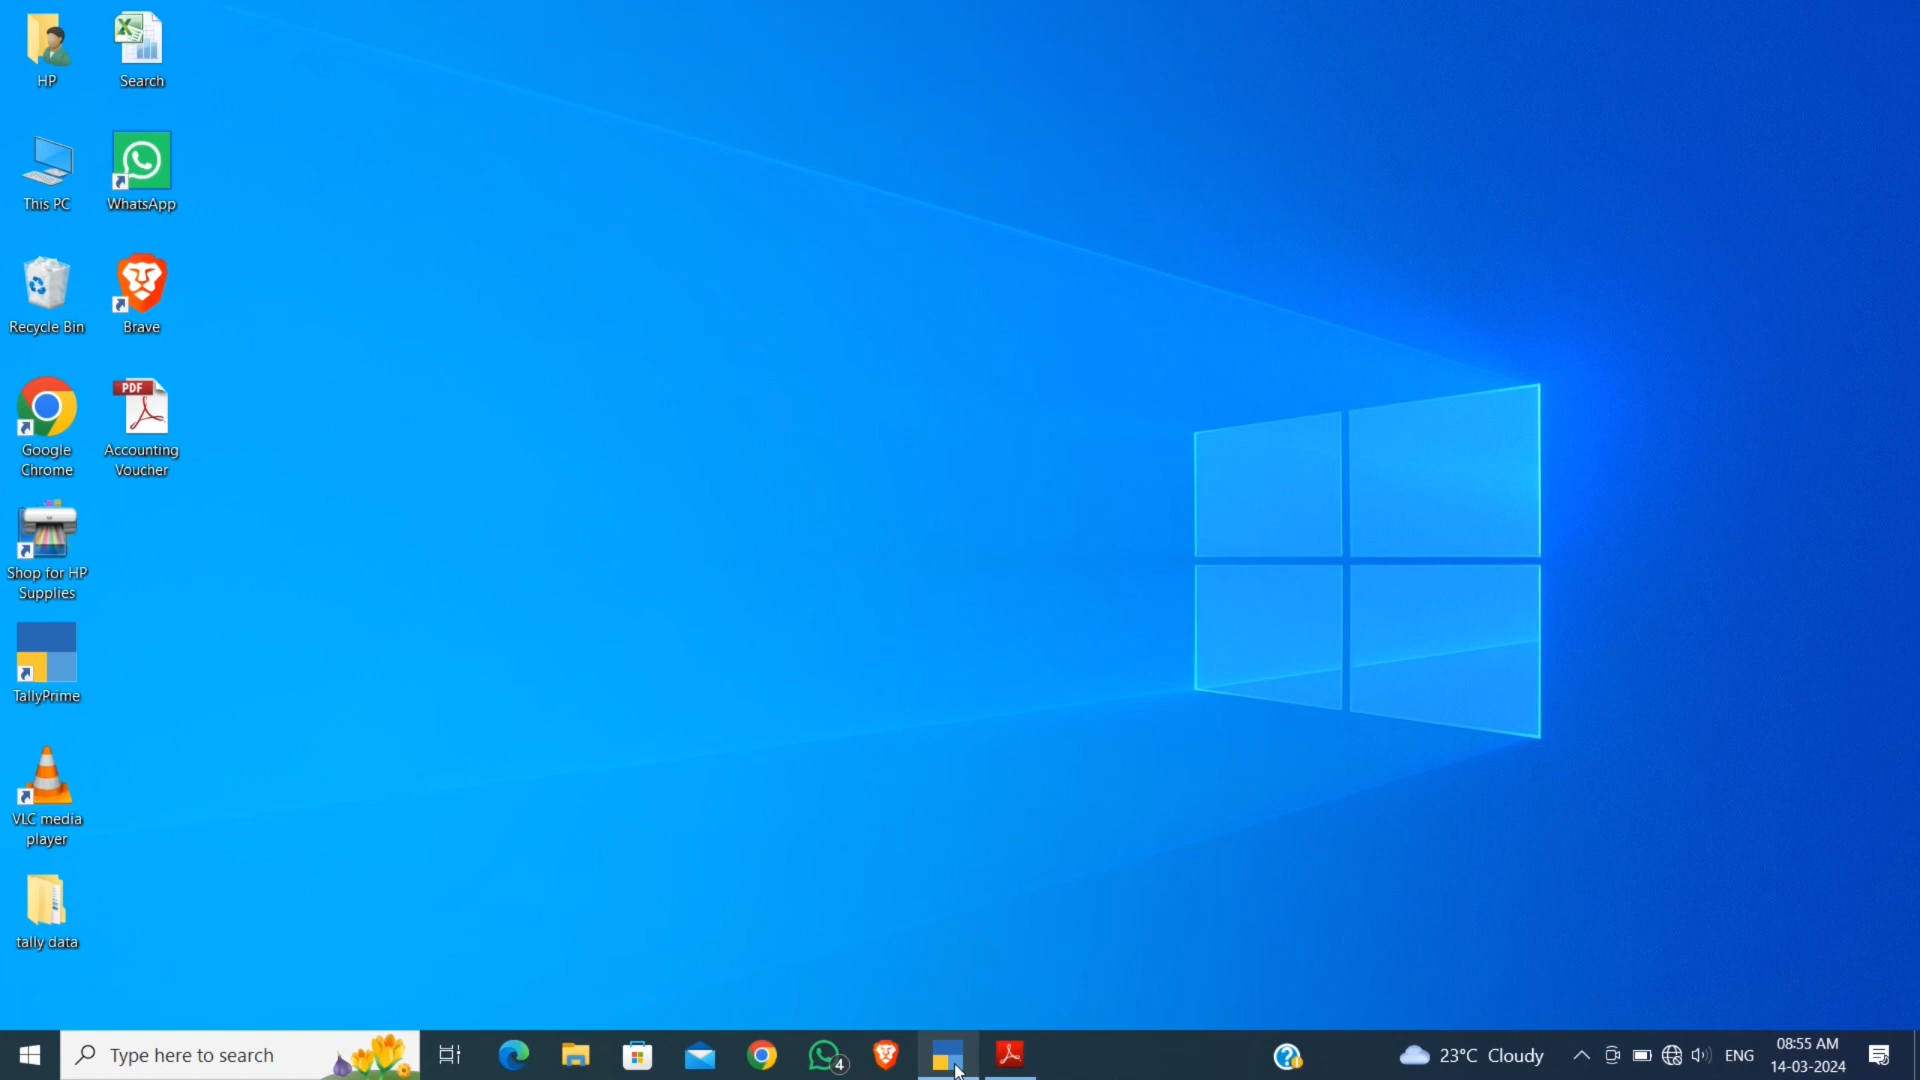 HP
Search
This PC
WhatsApp
Recycle Bin
Brave
Google
Chrome
PDF
Accounting
Voucher
Shop for HP
Supplies
TallyPrime
VLC media
player
tally data
Type here to search
4
23°C Cloudy
ENG
08:55 AM
14-03-2024